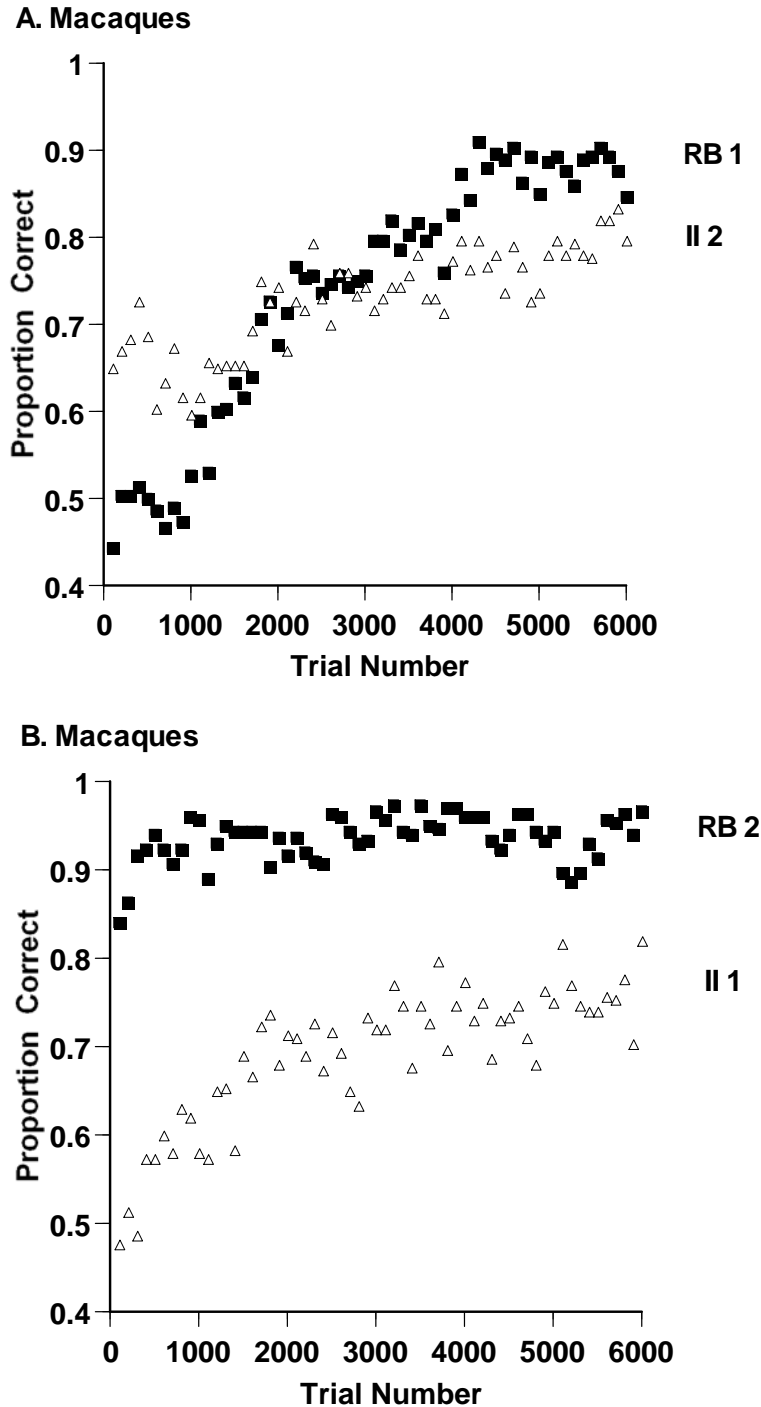 A. Macaques
1
0.9
0.8
0.7
0.6
0.5
0.4
Proportion Correct
0 1000 2000 3000 4000 5000 6000
Trial Number
RB 1
II 2
B. Macaques
1
0.9
0.8
0.7
0.6
0.5
0.4
Proportion Correct
0 1000 2000 3000 4000 5000 6000
Trial Number
RB 2
II 1